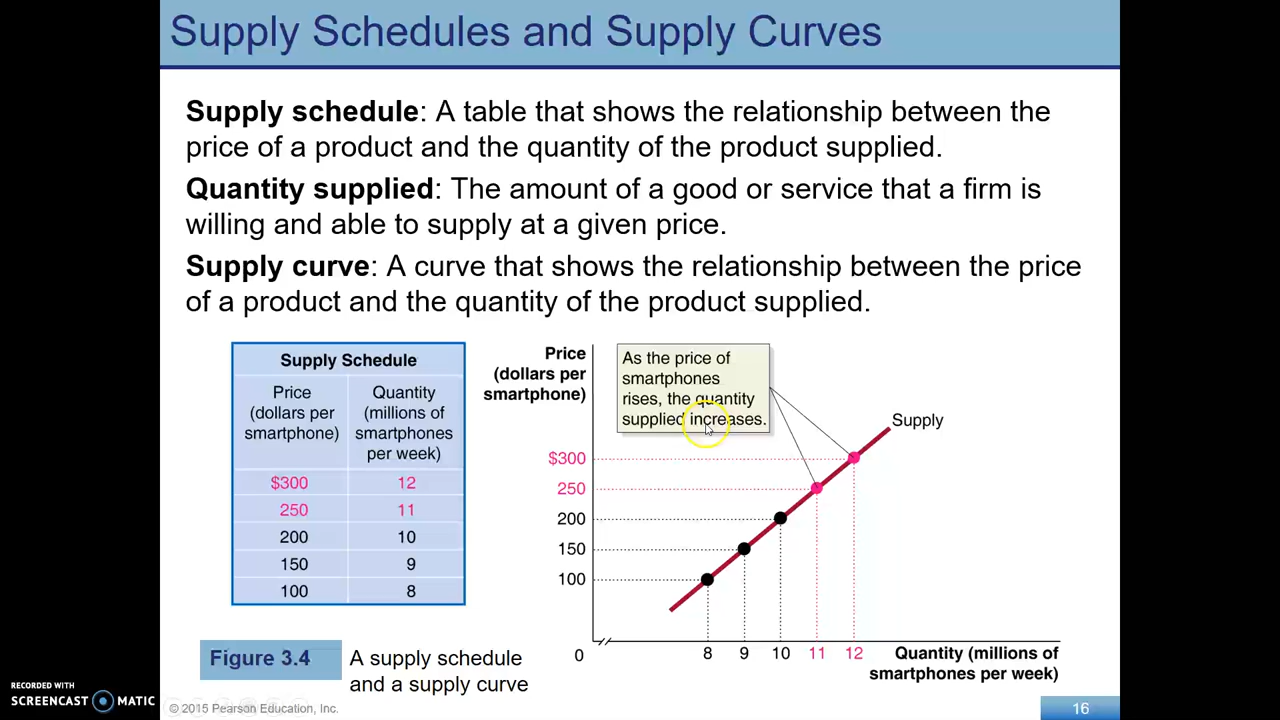 Supply Schedules and Supply Curves
Supply schedule: A table that shows the relationship between the
price of a product and the quantity of the product supplied.
Quantity supplied: The amount of a good or service that a firm is
willing and able to supply at a given price.
Supply curve: A curve that shows the relationship between the price
of a product and the quantity of the product supplied.
Supply Schedule
Price
(dollars per
smartphone)
Quantity
(millions of
smartphones
per week)
$300 12
250 11
200 10
150 9
100 8
Price
(dollars per
smartphone)
As the price of
smartphones
rises, the quantity
supplied increases.
Supply
$300
250
200
150
100
0
8 9 10 11 12
Quantity (millions of
smartphones per week)
Figure 3.4
A supply schedule
and a supply curve
RECORDED WITH
SCREENCAST MATIC
© 2015 Pearson Education, Inc.
16